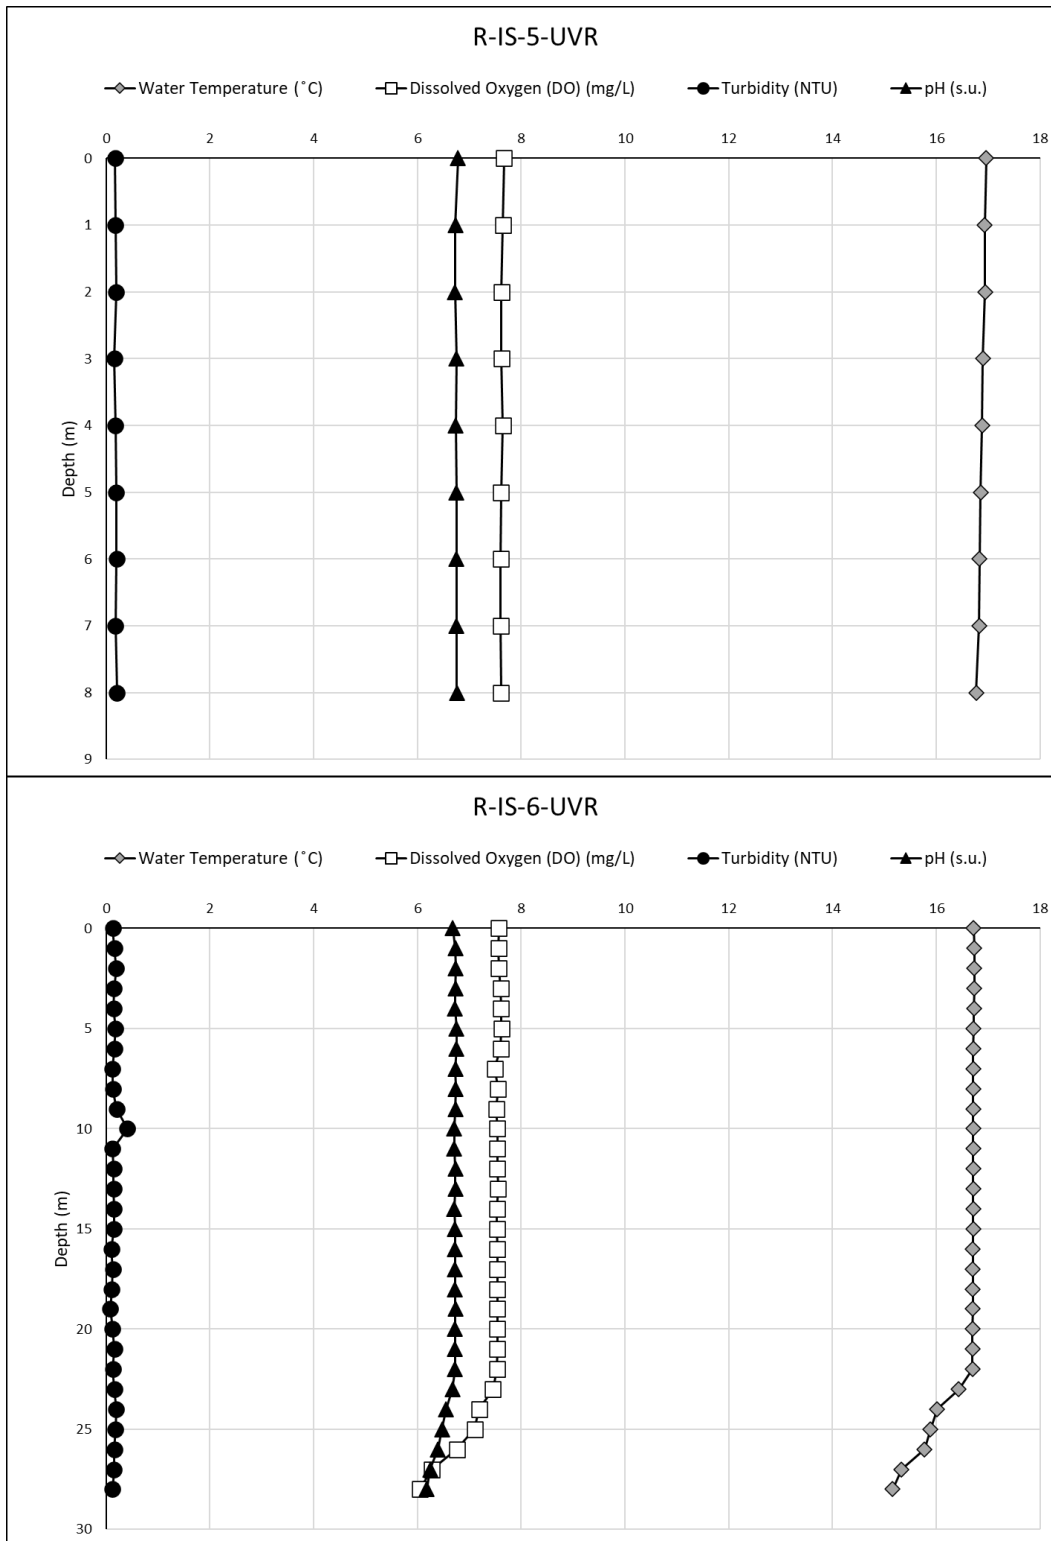 R-IS-5-UVR
Water Temperature (˚C) Dissolved Oxygen (DO) (mg/L) Turbidity (NTU) pH (s.u.)
0 2 4 6 8 10 12 14 16 18
0
1
2
3
4
Depth (m)
5
6
7
8
9
R-IS-6-UVR
Water Temperature (˚C) Dissolved Oxygen (DO) (mg/L) Turbidity (NTU) pH (s.u.)
0 2 4 6 8 10 12 14 16 18
0
5
10
15
Depth (m)
20
25
30